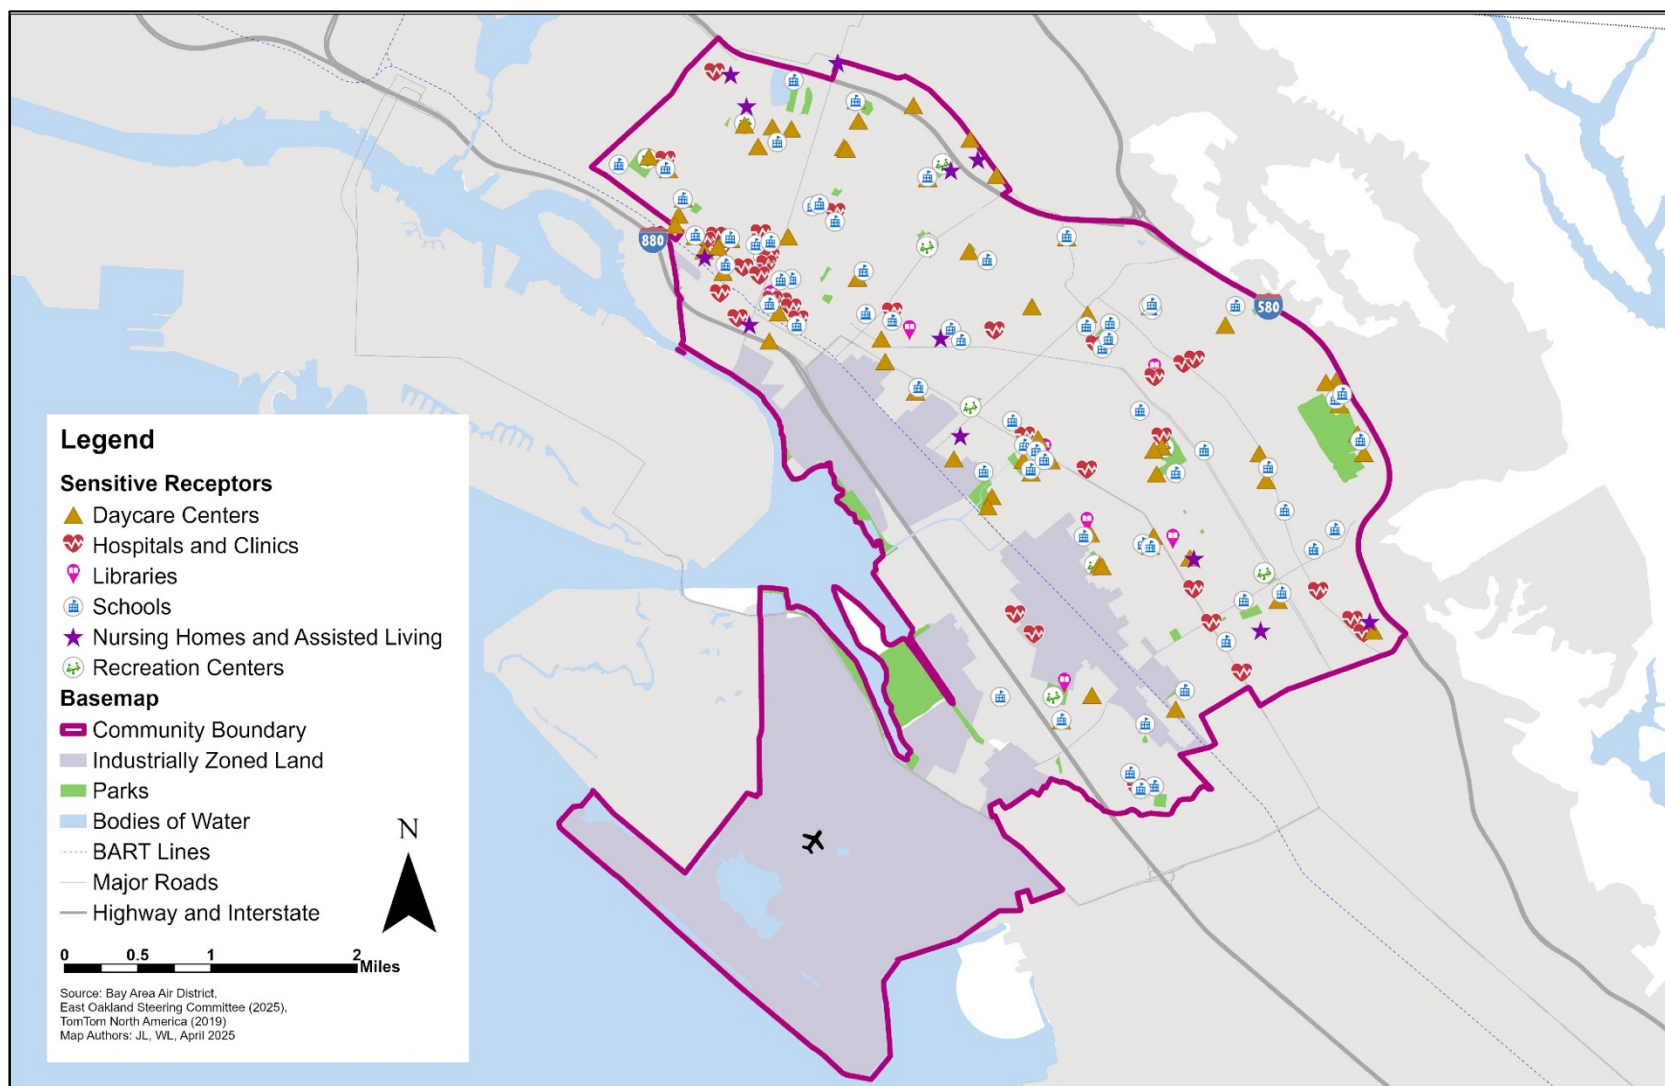 880
580
Legend
Sensitive Receptors
Daycare Centers
Hospitals and Clinics
Libraries
Schools
Nursing Homes and Assisted Living
Recreation Centers
Basemap
Community Boundary
Industrially Zoned Land
Parks
Bodies of Water
BART Lines
Major Roads
Highway and Interstate
N
0 0.5 1 2
Miles
Source: Bay Area Air District,
East Oakland Steering Committee (2025),
TomTom North America (2019)
Map Authors: JL, WL, April 2025